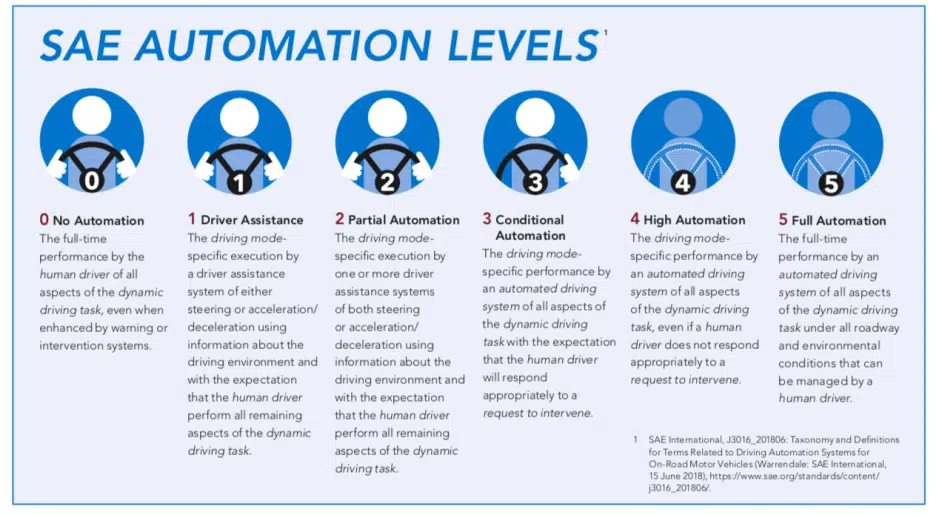 SAE AUTOMATION LEVELS 1
0
1
2
3
4
5
0 No Automation
The full-time
performance by the
human driver of all
aspects of the dynamic
driving task, even when
enhanced by warning or
intervention systems.
1 Driver Assistance
The driving mode-
specific execution by
a driver assistance
system of either
steering or acceleration/
deceleration using
information about the
driving environment and
with the expectation
that the human driver
perform all remaining
aspects of the dynamic
driving task.
2 Partial Automation
The driving mode-
specific execution by
one or more driver
assistance systems
of both steering
or acceleration/
deceleration using
information about the
driving environment and
with the expectation
that the human driver
perform all remaining
aspects of the dynamic
driving task.
3 Conditional
Automation
The driving mode-
specific performance by
an automated driving
system of all aspects of
the dynamic driving
task with the expectation
that the human driver
will respond
appropriately to a
request to intervene.
4 High Automation
The driving mode-
specific performance by
an automated driving
system of all aspects
of the dynamic driving
task, even if a human
driver does not respond
appropriately to a
request to intervene.
5 Full Automation
The full-time
performance by an
automated driving
system of all aspects
of the dynamic driving
task under all roadway
and environmental
conditions that can
be managed by a
human driver.
1 SAE International, J3016_201806: Taxonomy and Definitions
for Terms Related to Driving Automation Systems for
On-Road Motor Vehicles (Warrendale: SAE International,
15 June 2018), https://www.sae.org/standards/content/
j3016_201806/.